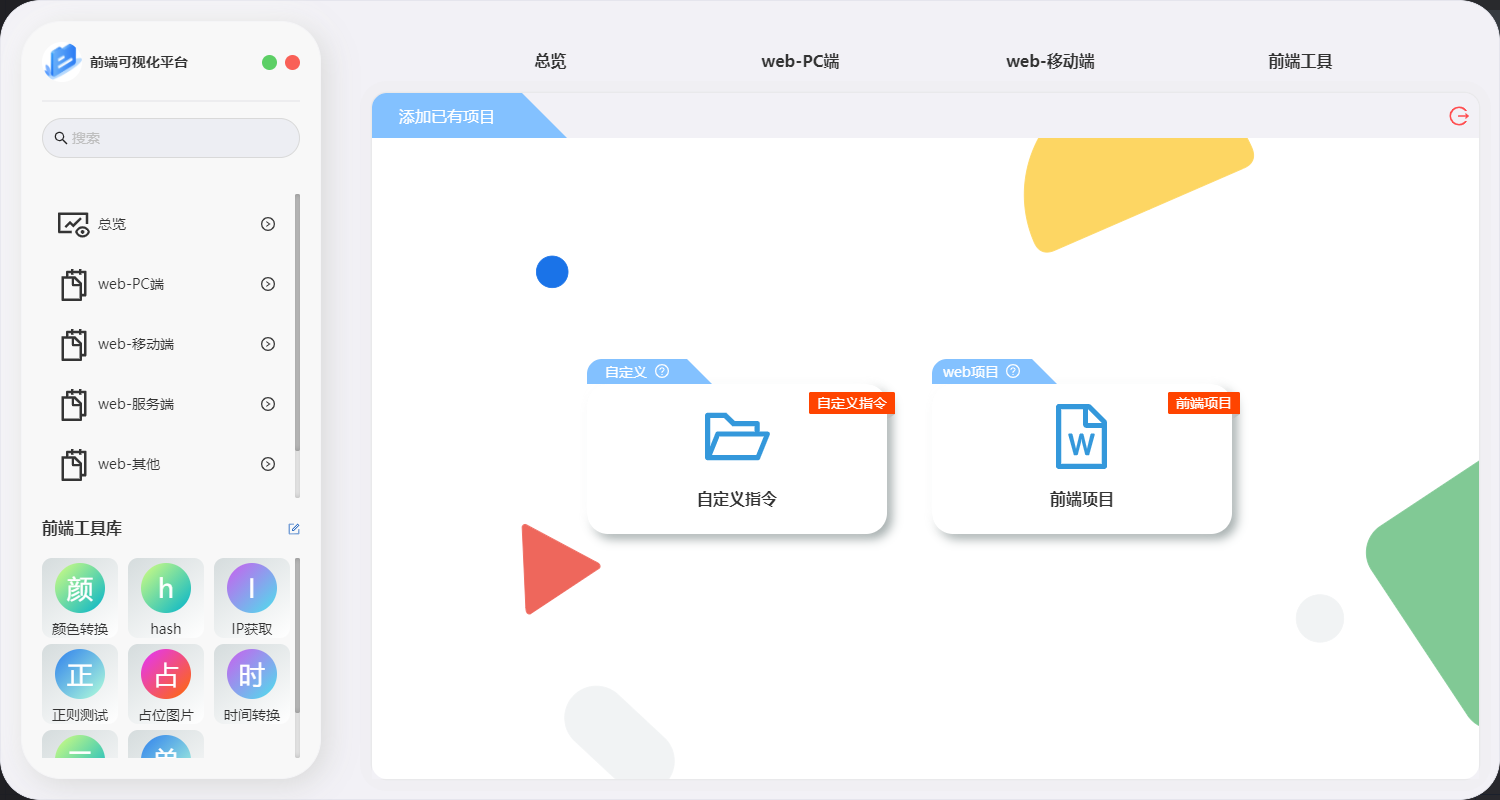 前端可视化平台
搜索
总览
web-PC端
web-移动端
web-服务端
web-其他
前端工具库
颜
h
I
颜色转换
hash
IP获取
正
占
时
正则测试
占位图片
时间转换
总览
web-PC端
web-移动端
前端工具
添加已有项目
自定义
自定义指令
自定义指令
web项目
前端项目
W
前端项目